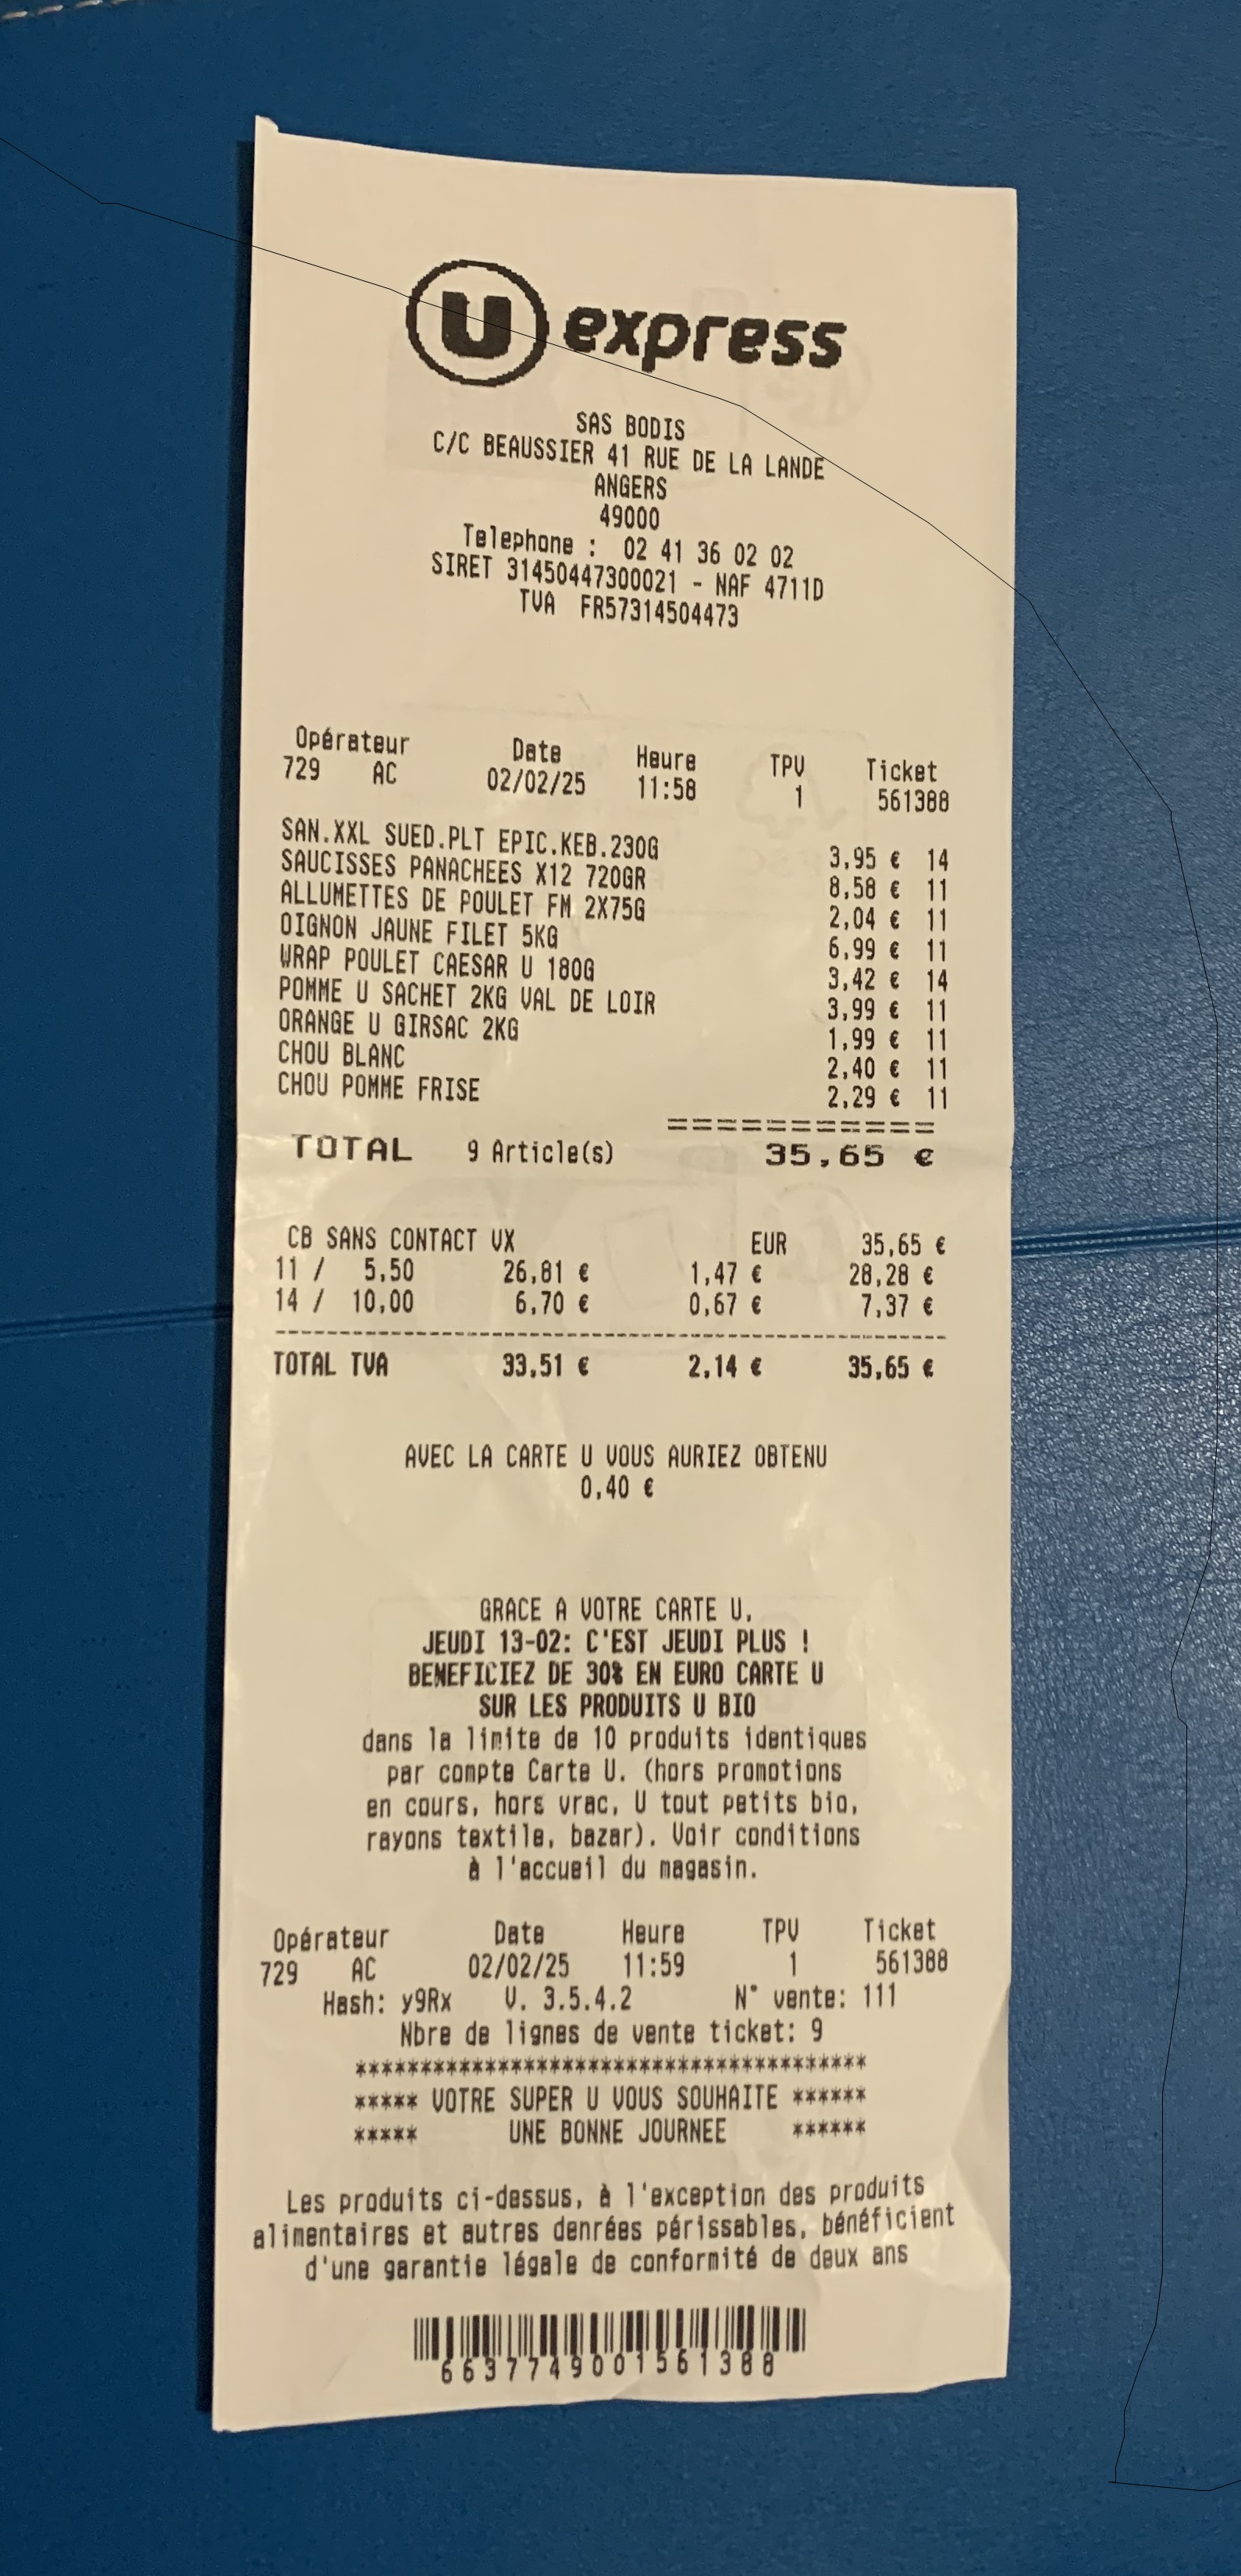 U express
SAS BODIS
C/C BEAUSSIER 41 RUE DE LA LANDE
ANGERS
49000
Telephone : 02 41 36 02 02
SIRET 31450447300021 - NAF 4711D
TVA FR57314504473
Opérateur Date Heure TPV Ticket
729 AC 02/02/25 11:58 1 561388
SAN.XXL SUED.PLT EPIC.KEB.230G 3,95 € 14
SAUCISSES PANACHEES X12 720GR 8,58 € 11
ALLUMETTES DE POULET FM 2X75G 2,04 € 11
OIGNON JAUNE FILET 5KG 6,99 € 11
WRAP POULET CAESAR U 180G 3,42 € 14
POMME U SACHET 2KG VAL DE LOIR 3,99 € 11
ORANGE U GIRSAC 2KG 1,99 € 11
CHOU BLANC 2,40 € 11
CHOU POMME FRISE 2,29 € 11
===============
TOTAL 9 Article(s) 35,65 €
CB SANS CONTACT VX EUR 35,65 €
11 / 5,50 26,81 € 1,47 € 28,28 €
14 / 10,00 6,70 € 0,67 € 7,37 €
----------------------------------------
TOTAL TVA 33,51 € 2,14 € 35,65 €
AVEC LA CARTE U VOUS AURIEZ OBTENU
0,40 €
GRACE A VOTRE CARTE U,
JEUDI 13-02: C'EST JEUDI PLUS !
BENEFICIEZ DE 30% EN EURO CARTE U
SUR LES PRODUITS U BIO
dans la limite de 10 produits identiques
par compte Carte U. (hors promotions
en cours, hors vrac, U tout petits bio,
rayons textile, bazar). Voir conditions
à l'accueil du magasin.
Opérateur Date Heure TPV Ticket
729 AC 02/02/25 11:59 1 561388
Hash: y9Rx V. 3.5.4.2 N° vente: 111
Nbre de lignes de vente ticket: 9
****************************************
***** VOTRE SUPER U VOUS SOUHAITE ******
***** UNE BONNE JOURNEE ******
Les produits ci-dessus, à l'exception des produits
alimentaires et autres denrées périssables, bénéficient
d'une garantie légale de conformité de deux ans
6637749001561388